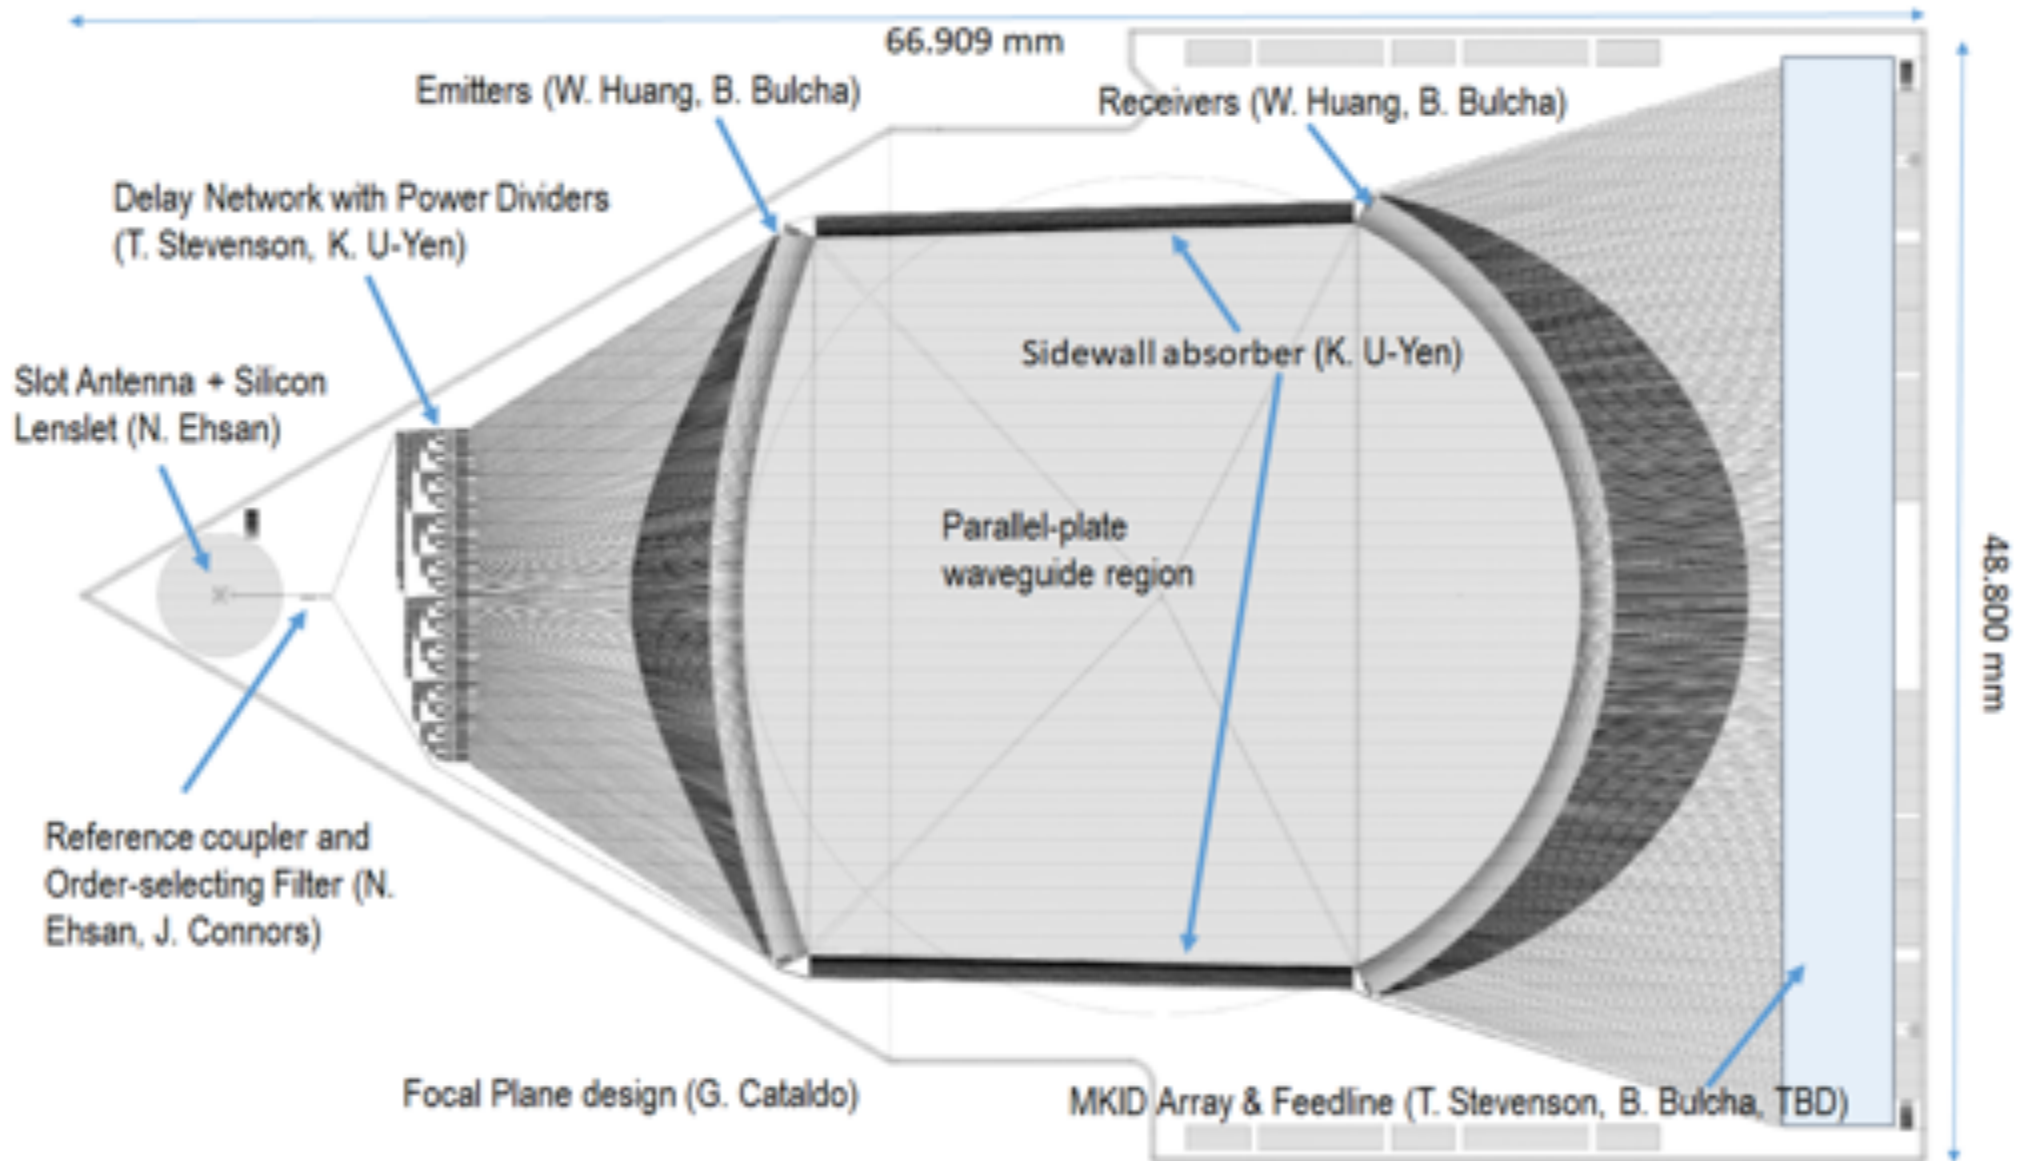 66.909 mm
Emitters (W. Huang, B. Bulcha)
Receivers (W. Huang, B. Bulcha)
Delay Network with Power Dividers
(T. Stevenson, K. U-Yen)
Sidewall absorber (K. U-Yen)
Slot Antenna + Silicon
Lenslet (N. Ehsan)
Parallel-plate
waveguide region
48.800 mm
Reference coupler and
Order-selecting Filter (N.
Ehsan, J. Connors)
Focal Plane design (G. Cataldo)
MKID Array & Feedline (T. Stevenson, B. Bulcha, TBD)